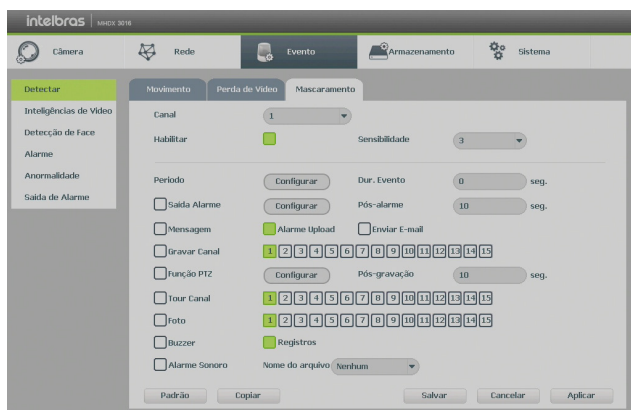 intelbras MHDX 3016
Câmera Rede Evento Armazenamento Sistema
Detectar
Inteligências de Vídeo
Detecção de Face
Alarme
Anormalidade
Saída de Alarme
Movimento Perda de Vídeo Mascaramento
Canal 1
Habilitar Sensibilidade 3
Período Configurar Dur. Evento 0 seg.
Saída Alarme Configurar Pós-alarme 10 seg.
Mensagem Alarme Upload Enviar E-mail
Gravar Canal 1 2 3 4 5 6 7 8 9 10 11 12 13 14 15
Função PTZ Configurar Pós-gravação 10 seg.
Tour Canal 1 2 3 4 5 6 7 8 9 10 11 12 13 14 15
Foto 1 2 3 4 5 6 7 8 9 10 11 12 13 14 15
Buzzer Registros
Alarme Sonoro Nome do arquivo Nenhum
Padrão Copiar Salvar Cancelar Aplicar